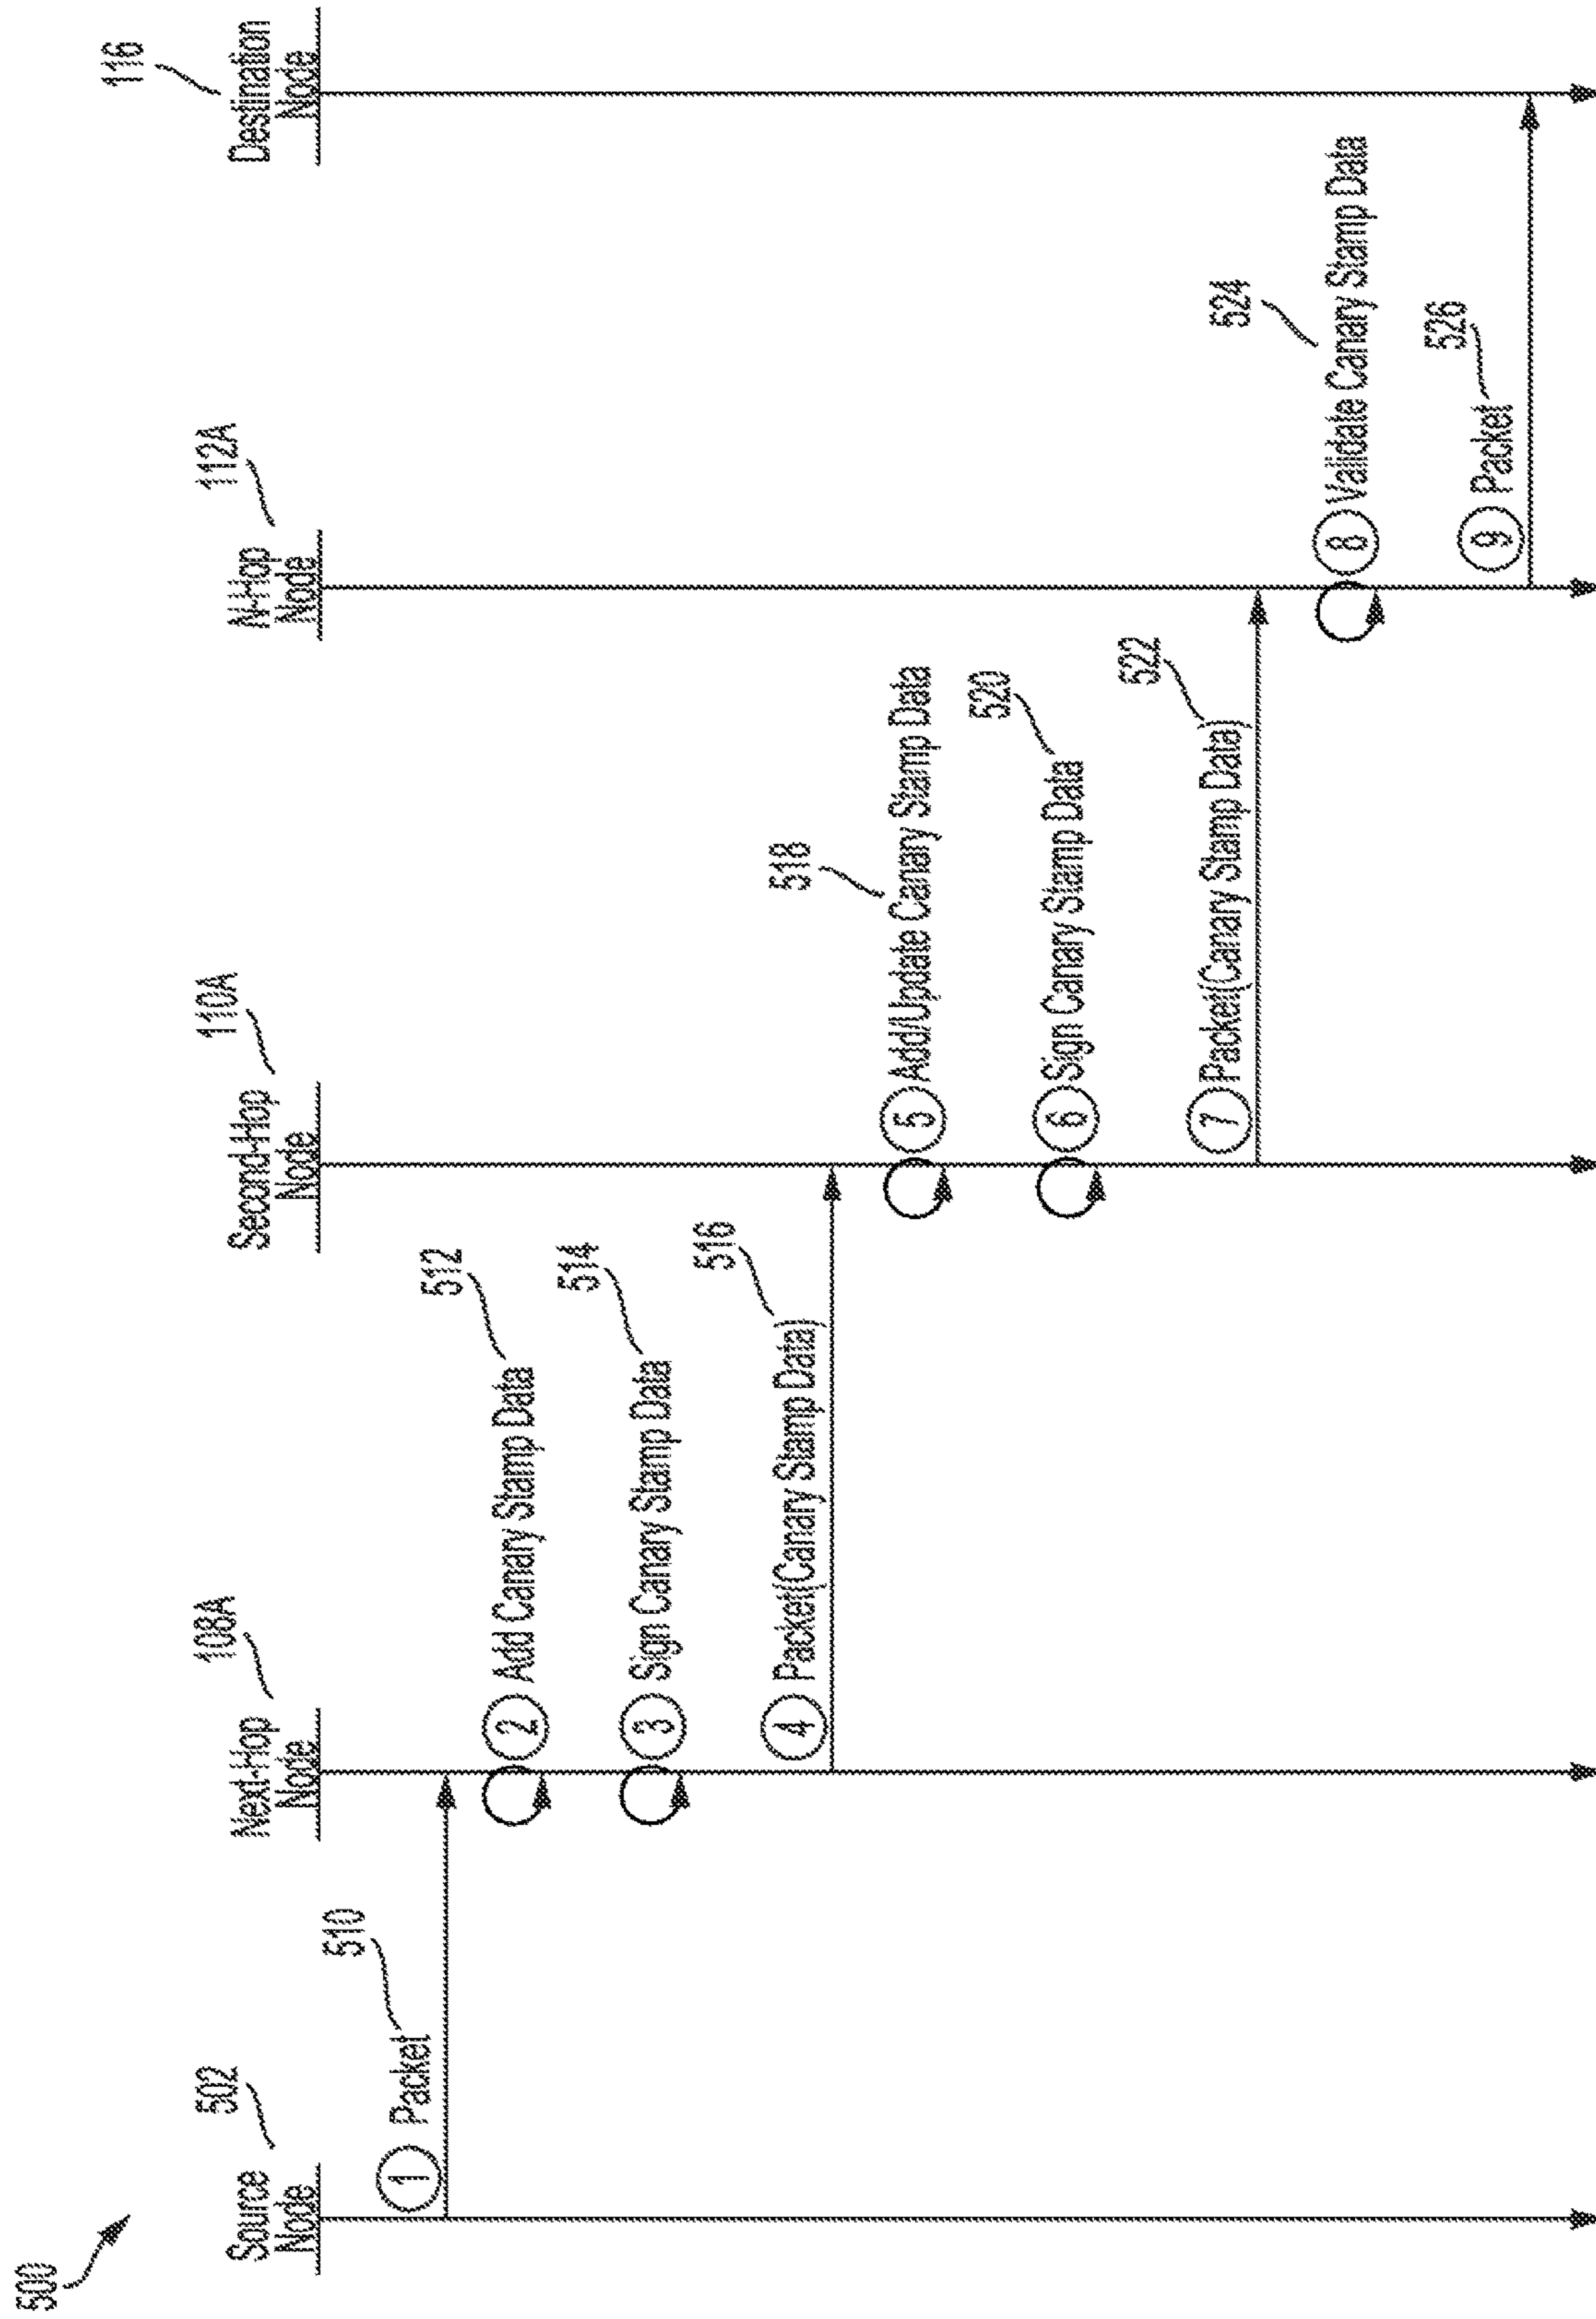 500
Source
Node
502
Next-Hop
Node
108A
Second-Hop
Node
110A
N-Hop
Node
112A
Destination
Node
116
1 Packet
510
2 Add Canary Stamp Data
512
3 Sign Canary Stamp Data
514
4 Packet(Canary Stamp Data)
516
5 Add/Update Canary Stamp Data
518
6 Sign Canary Stamp Data
520
7 Packet(Canary Stamp Data)
522
8 Validate Canary Stamp Data
524
9 Packet
526